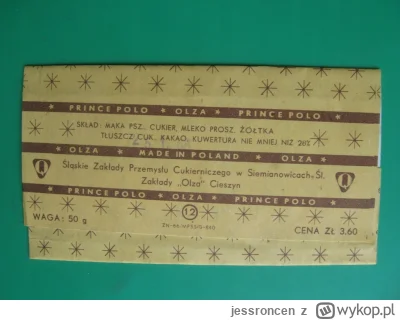 * PRINCE POLO * OLZA * PRINCE POLO *
SKŁAD: MĄKA PSZ., CUKIER, MLEKO PROSZ. ŻÓŁTKA
TŁUSZCZ CUK., KAKAO, KUWERTURA NIE MNIEJ NIŻ 26%
* OLZA * MADE IN POLAND * OLZA *
Śląskie Zakłady Przemysłu Cukierniczego w Siemianowicach Śl.
Zakłady „Olza" Cieszyn
* PRINCE POLO * OLZA * PRINCE POLO *
WAGA: 50 g
12
CENA ZŁ 3.60
jessroncen z wykop.pl